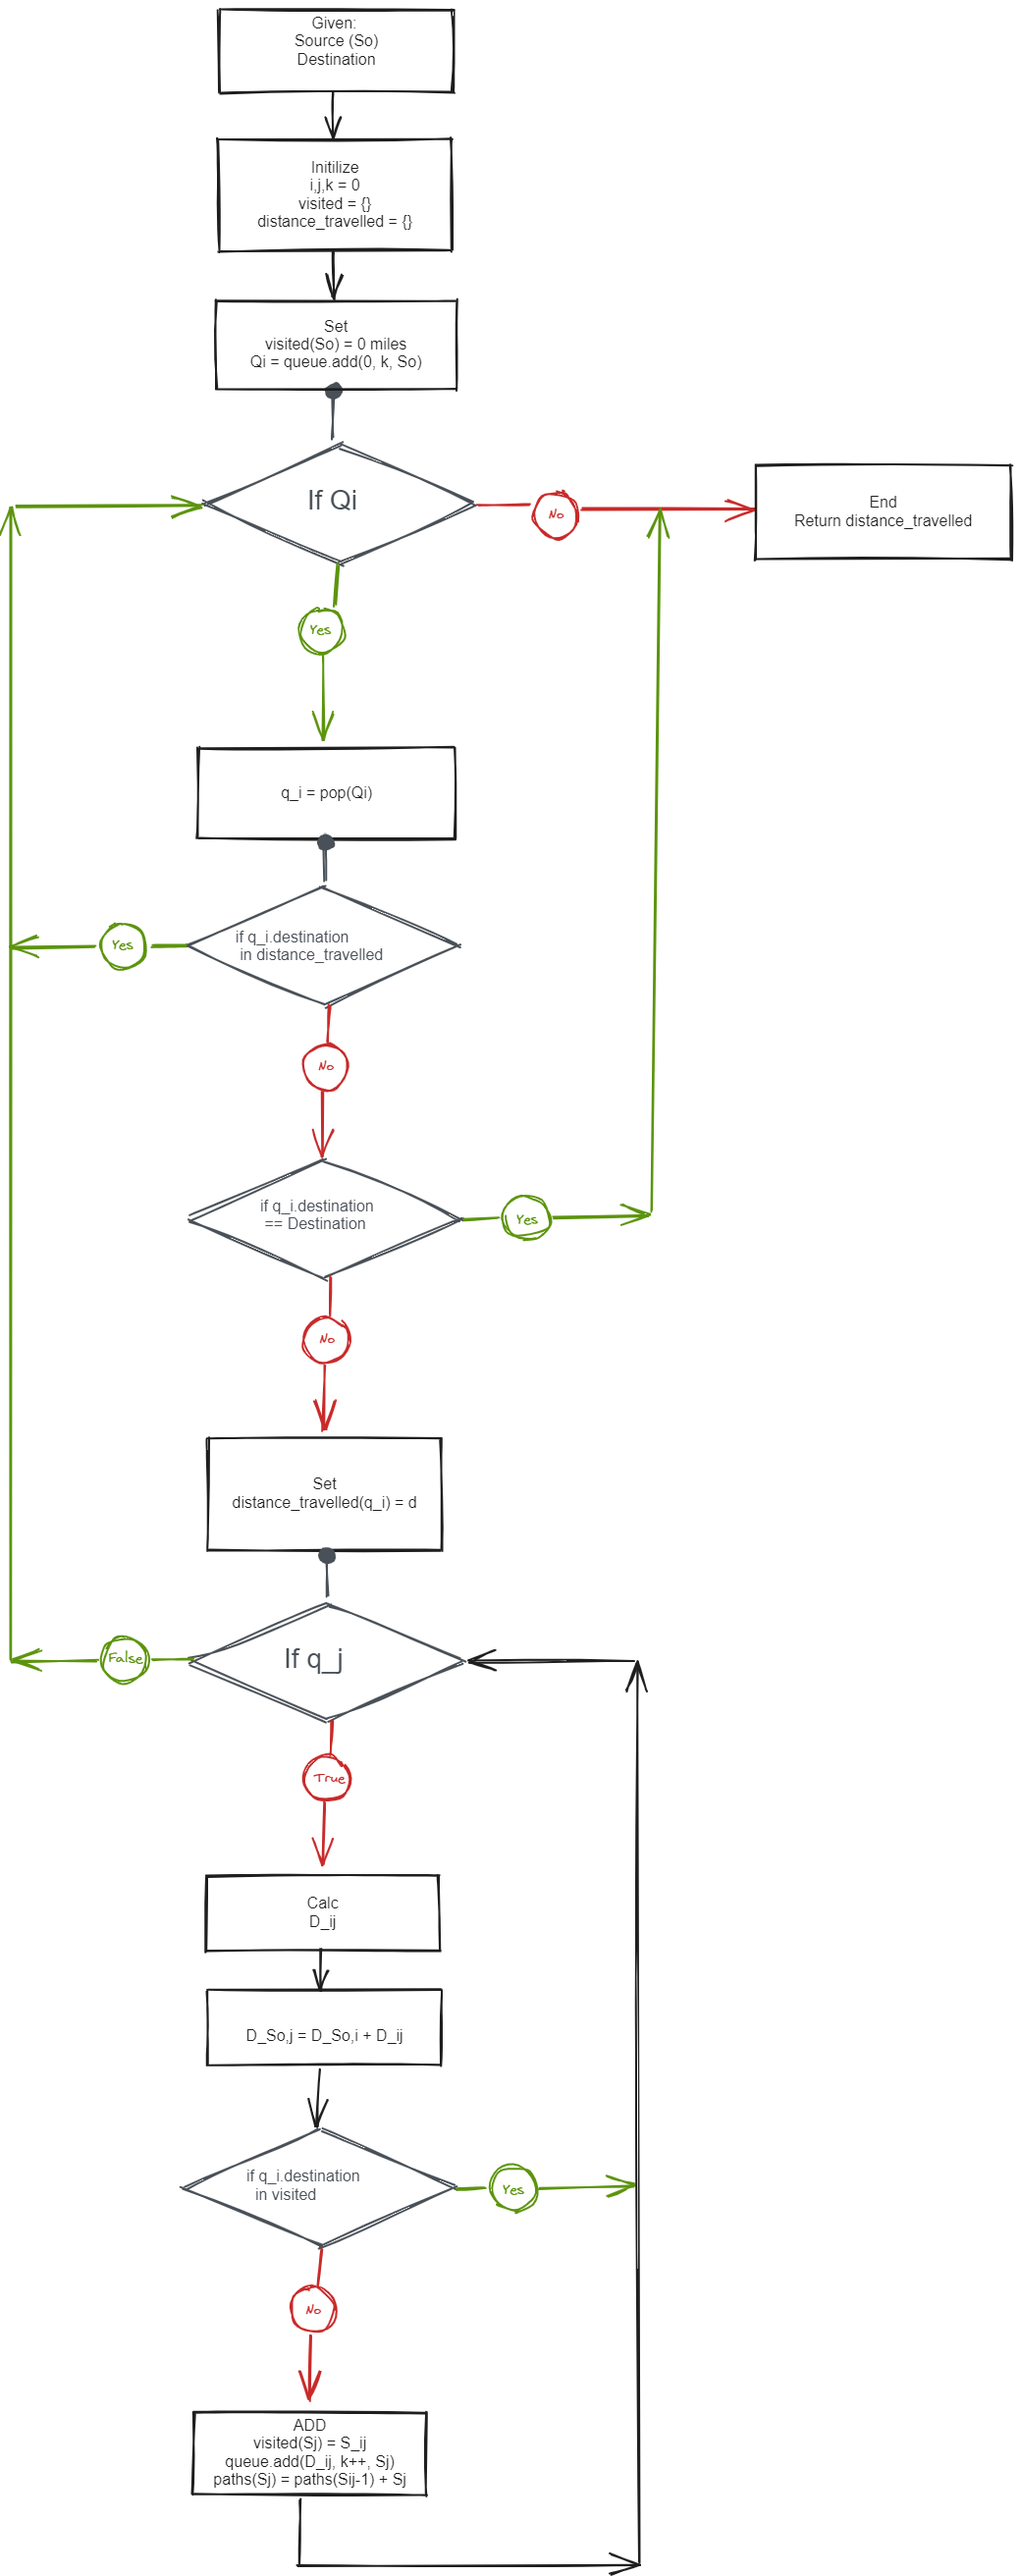 Given:
Source (So)
Destination
Initilize
i,j,k = 0
visited = {}
distance_travelled = {}
Set
visited(So) = 0 miles
Qi = queue.add(0, k, So)
If Qi
No
End
Return distance_travelled
Yes
q_i = pop(Qi)
if q_i.destination
in distance_travelled
Yes
No
if q_i.destination
== Destination
Yes
No
Set
distance_travelled(q_i) = d
If q_j
False
True
Calc
D_ij
D_So,j = D_So,i + D_ij
if q_i.destination
in visited
Yes
No
ADD
visited(Sj) = S_ij
queue.add(D_ij, k++, Sj)
paths(Sj) = paths(Sij-1) + Sj